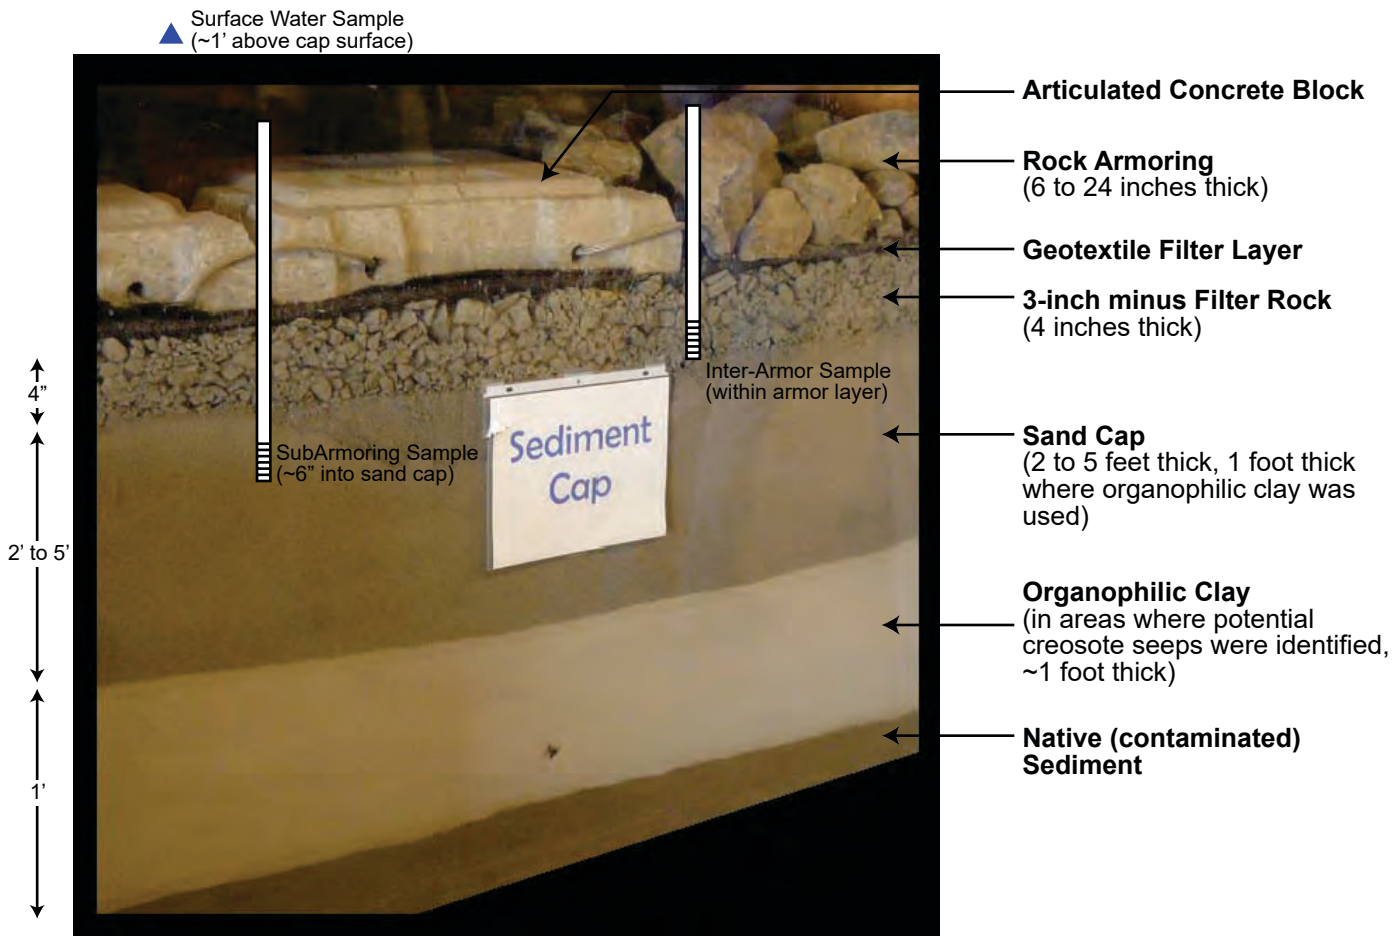 Surface Water Sample
(~1’ above cap surface)
Articulated Concrete Block
Rock Armoring
(6 to 24 inches thick)
Geotextile Filter Layer
3-inch minus Filter Rock
(4 inches thick)
Inter-Armor Sample
(within armor layer)
4”
Sediment
Cap
SubArmoring Sample
(~6” into sand cap)
Sand Cap
(2 to 5 feet thick, 1 foot thick
where organophilic clay was
used)
2’ to 5’
Organophilic Clay
(in areas where potential
creosote seeps were identified,
~1 foot thick)
Native (contaminated)
Sediment
1’